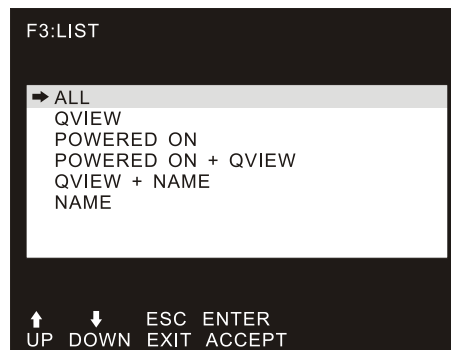 F3:LIST
➡ ALL
QVIEW
POWERED ON
POWERED ON + QVIEW
QVIEW + NAME
NAME
⬆ ⬇ ESC ENTER
UP DOWN EXIT ACCEPT